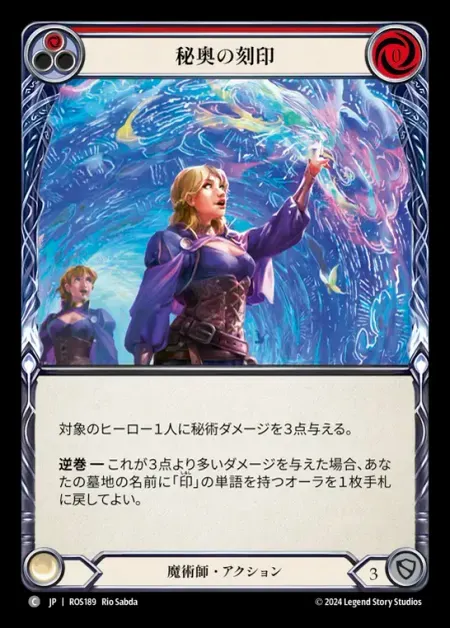 秘奥の刻印
0
対象のヒーロー1人に秘術ダメージを3点与える。
逆巻 ー これが3点より多いダメージを与えた場合、あな
たの墓地の名前に「印」の単語を持つオーラを1枚手札
に戻してよい。
魔術師・アクション
3
C JP | ROS189 Rio Sabda
© 2024 Legend Story Studios